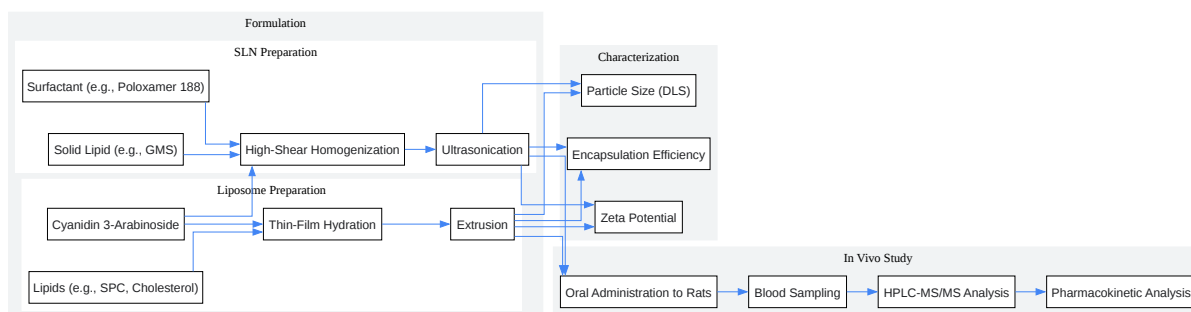 Formulation
SLN Preparation
Surfactant (e.g., Poloxamer 188)
Solid Lipid (e.g., GMS)
High-Shear Homogenization
Ultrasonication
Liposome Preparation
Cyanidin 3-Arabinoside
Thin-Film Hydration
Extrusion
Lipids (e.g., SPC, Cholesterol)
Characterization
Particle Size (DLS)
Encapsulation Efficiency
Zeta Potential
In Vivo Study
Oral Administration to Rats
Blood Sampling
HPLC-MS/MS Analysis
Pharmacokinetic Analysis